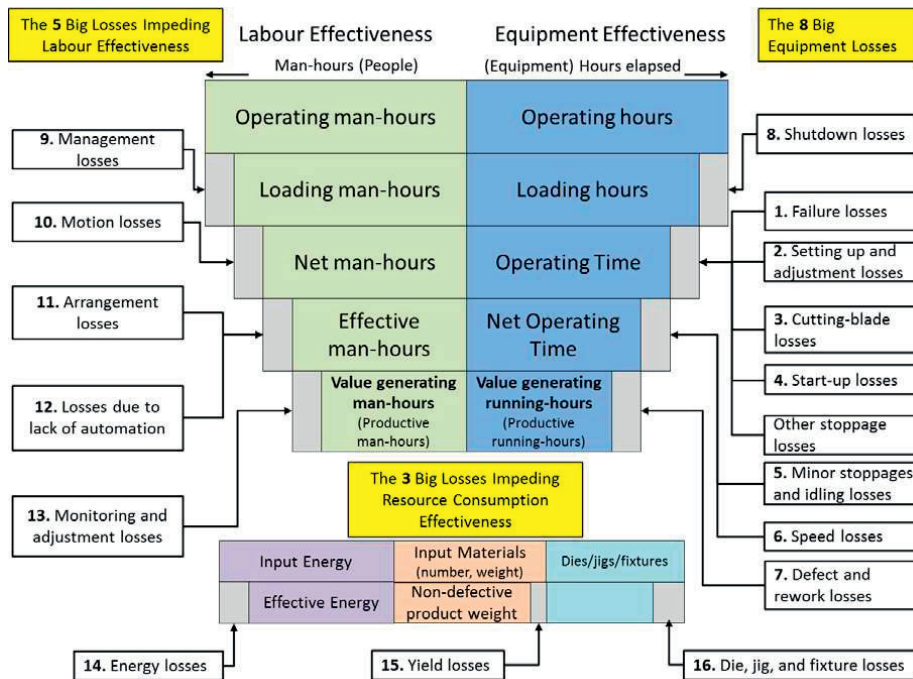 The 5 Big Losses Impeding
Labour Effectiveness
Labour Effectiveness
Man-hours (People)
Equipment Effectiveness
(Equipment) Hours elapsed
The 8 Big
Equipment Losses
Operating man-hours
Operating hours
9. Management
losses
Loading man-hours
Loading hours
8. Shutdown losses
10. Motion losses
Net man-hours
Operating Time
1. Failure losses
2. Setting up and
adjustment losses
11. Arrangement
losses
Effective
man-hours
Net Operating
Time
3. Cutting-blade
losses
4. Start-up losses
12. Losses due to
lack of automation
Value generating
man-hours
(Productive
man-hours)
Value generating
running-hours
(Productive
running-hours)
Other stoppage
losses
5. Minor stoppages
and idling losses
13. Monitoring and
adjustment losses
The 3 Big Losses Impeding
Resource Consumption
Effectiveness
6. Speed losses
7. Defect and
rework losses
Input Energy
Input Materials
(number, weight)
Dies/jigs/fixtures
Effective Energy
Non-defective
product weight
14. Energy losses
15. Yield losses
16. Die, jig, and fixture losses